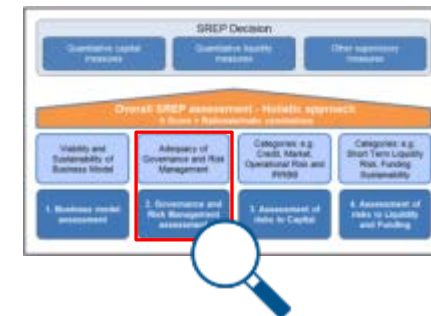 SREP Decision
Quantitative capital
measures
Quantitative liquidity
measures
Other supervisory
measures
Overall SREP assessment - Holistic approach
Viability and
Sustainability of
Business Model
Adequacy of
Governance and Risk
Management
Categories: e.g.
Credit, Market,
Operational Risk and
IRRBB
Categories: e.g.
Short Term Liquidity
Risk, Funding
Sustainability
1. Business model
assessment
2. Governance and
Risk Management
assessment
3. Assessment of
risks to Capital
4. Assessment of
risks to Liquidity
and Funding